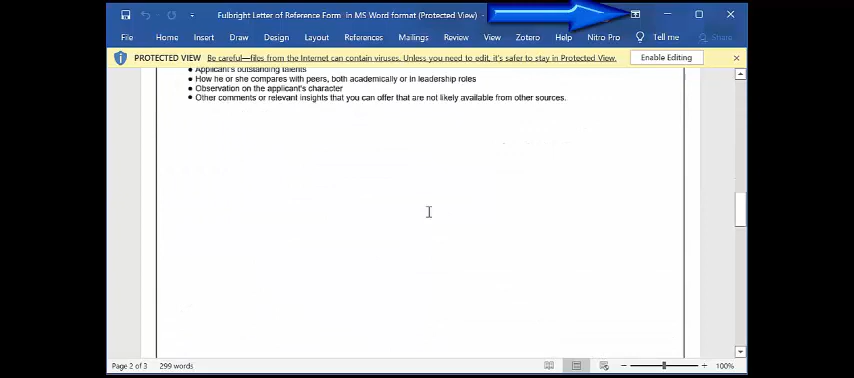 Fulbright Letter of Reference Form In MS Word format (Protected View) -
File Home Insert Draw Design Layout References Mailings Review View Zotero Help Nitro Pro Tell me Share
PROTECTED VIEW Be careful—files from the Internet can contain viruses. Unless you need to edit, it's safer to stay in Protected View. Enable Editing
Applicant's outstanding talents
How he or she compares with peers, both academically or in leadership roles
Observation on the applicant's character
Other comments or relevant insights that you can offer that are not likely available from other sources.
Page 2 of 3 299 words 100%